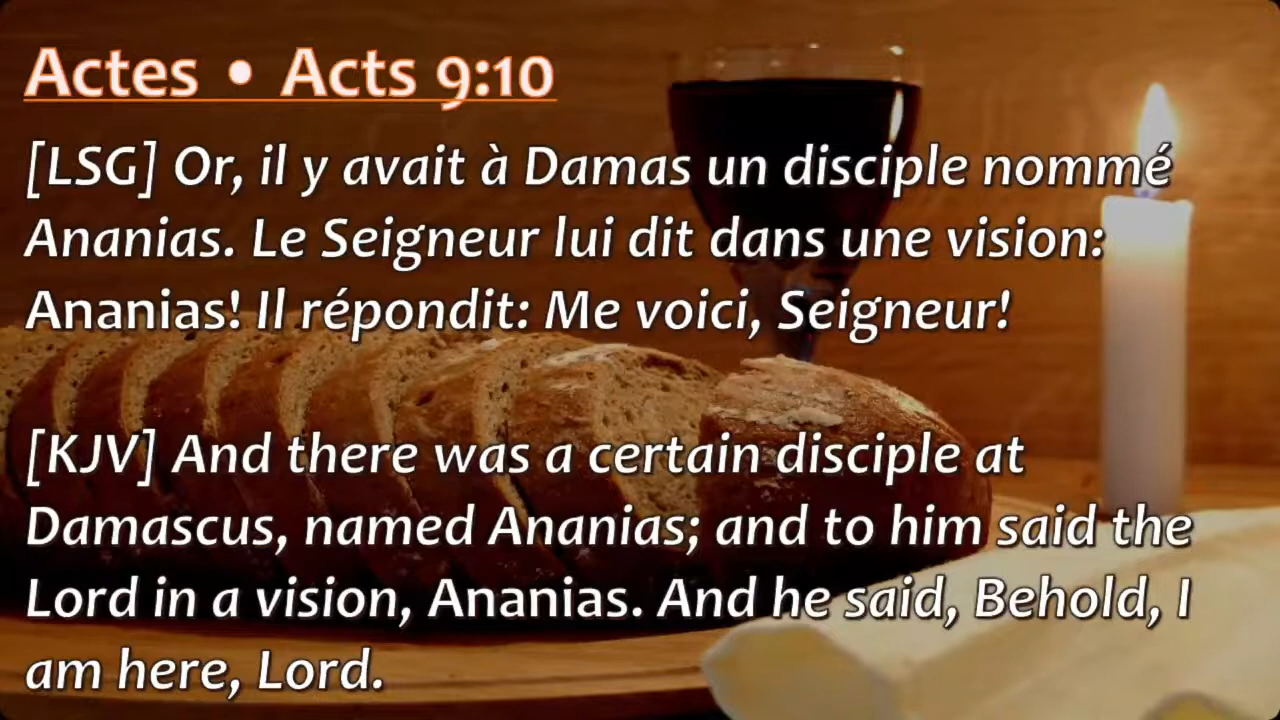 Actes • Acts 9:10
[LSG] Or, il y avait à Damas un disciple nommé
Ananias. Le Seigneur lui dit dans une vision:
Ananias! Il répondit: Me voici, Seigneur!
[KJV] And there was a certain disciple at
Damascus, named Ananias; and to him said the
Lord in a vision, Ananias. And he said, Behold, I
am here, Lord.